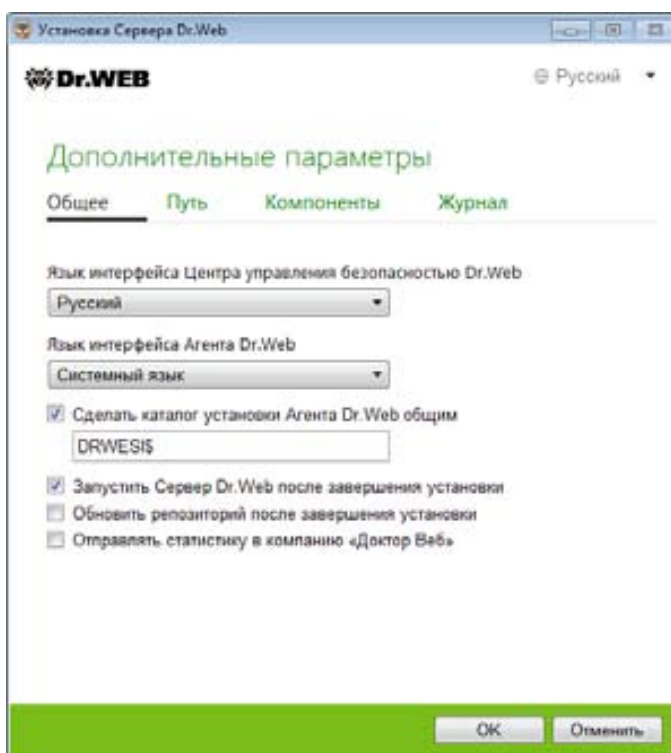 Установка Сервера Dr.Web
Dr.WEB
Русский
Дополнительные параметры
Общее Путь Компоненты Журнал
Язык интерфейса Центра управления безопасностью Dr.Web
Русский
Язык интерфейса Агента Dr.Web
Системный язык
Сделать каталог установки Агента Dr.Web общим
DRWESI$
Запустить Сервер Dr.Web после завершения установки
Обновить репозиторий после завершения установки
Отправлять статистику в компанию «Доктор Веб»
OK Отменить